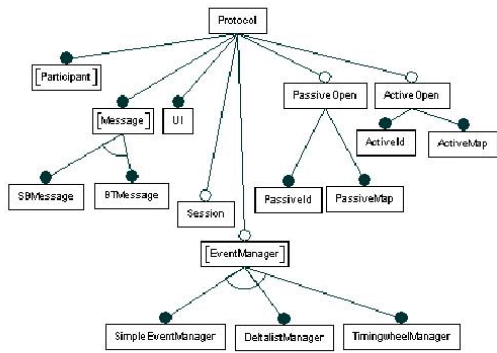 Protocol
[Participant]
[Message]
UI
Passive Open
Active Open
ActiveId
ActiveMap
SBMessage
BTMessage
Session
PassiveId
PassiveMap
[EventManager]
Simple EventManager
DeltalistManager
TimingwheelManager